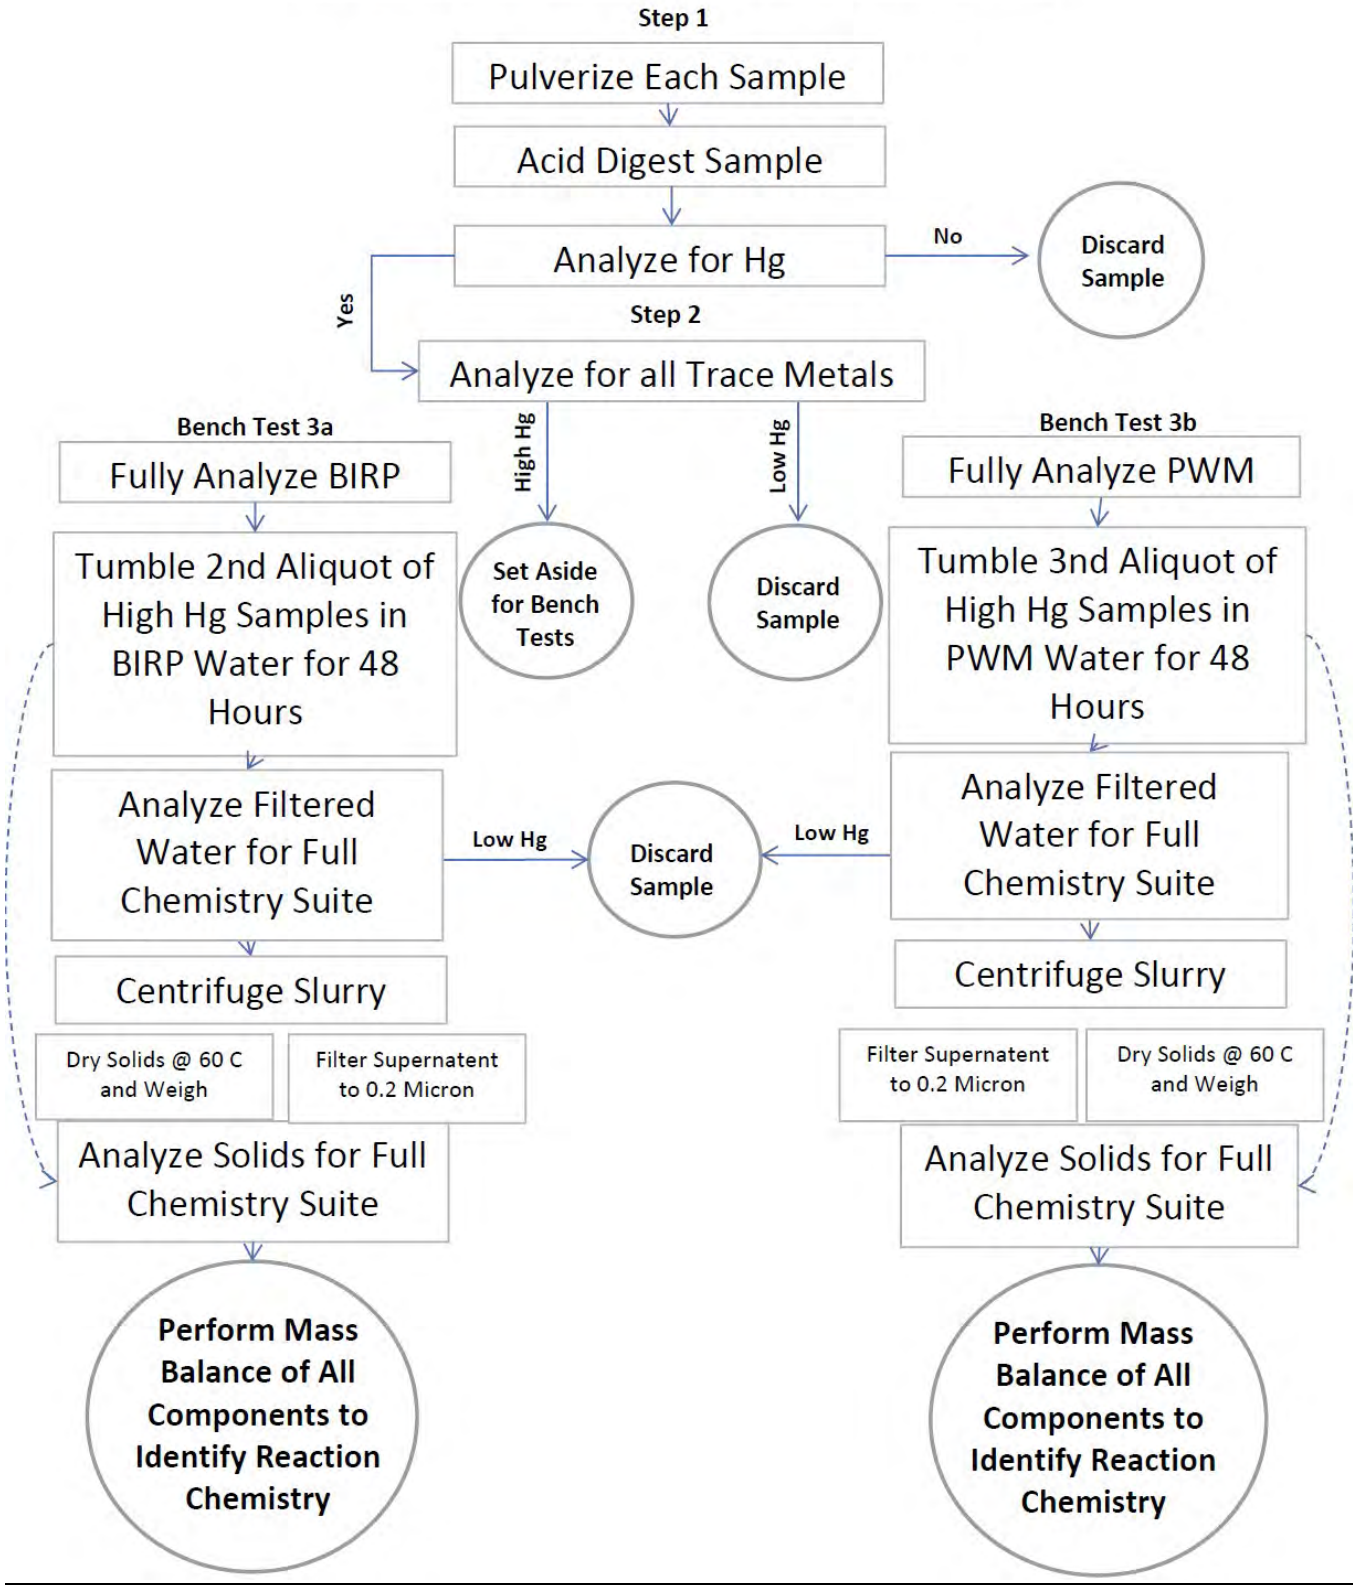 Step 1
Pulverize Each Sample
Acid Digest Sample
Analyze for Hg
No
Discard
Sample
Yes
Step 2
Analyze for all Trace Metals
High Hg
Low Hg
Set Aside
for Bench
Tests
Discard
Sample
Bench Test 3a
Fully Analyze BIRP
Tumble 2nd Aliquot of
High Hg Samples in
BIRP Water for 48
Hours
Analyze Filtered
Water for Full
Chemistry Suite
Low Hg
Discard
Sample
Centrifuge Slurry
Dry Solids @ 60 C
and Weigh
Filter Supernatent
to 0.2 Micron
Analyze Solids for Full
Chemistry Suite
Perform Mass
Balance of All
Components to
Identify Reaction
Chemistry
Bench Test 3b
Fully Analyze PWM
Tumble 3nd Aliquot of
High Hg Samples in
PWM Water for 48
Hours
Analyze Filtered
Water for Full
Chemistry Suite
Low Hg
Centrifuge Slurry
Filter Supernatent
to 0.2 Micron
Dry Solids @ 60 C
and Weigh
Analyze Solids for Full
Chemistry Suite
Perform Mass
Balance of All
Components to
Identify Reaction
Chemistry